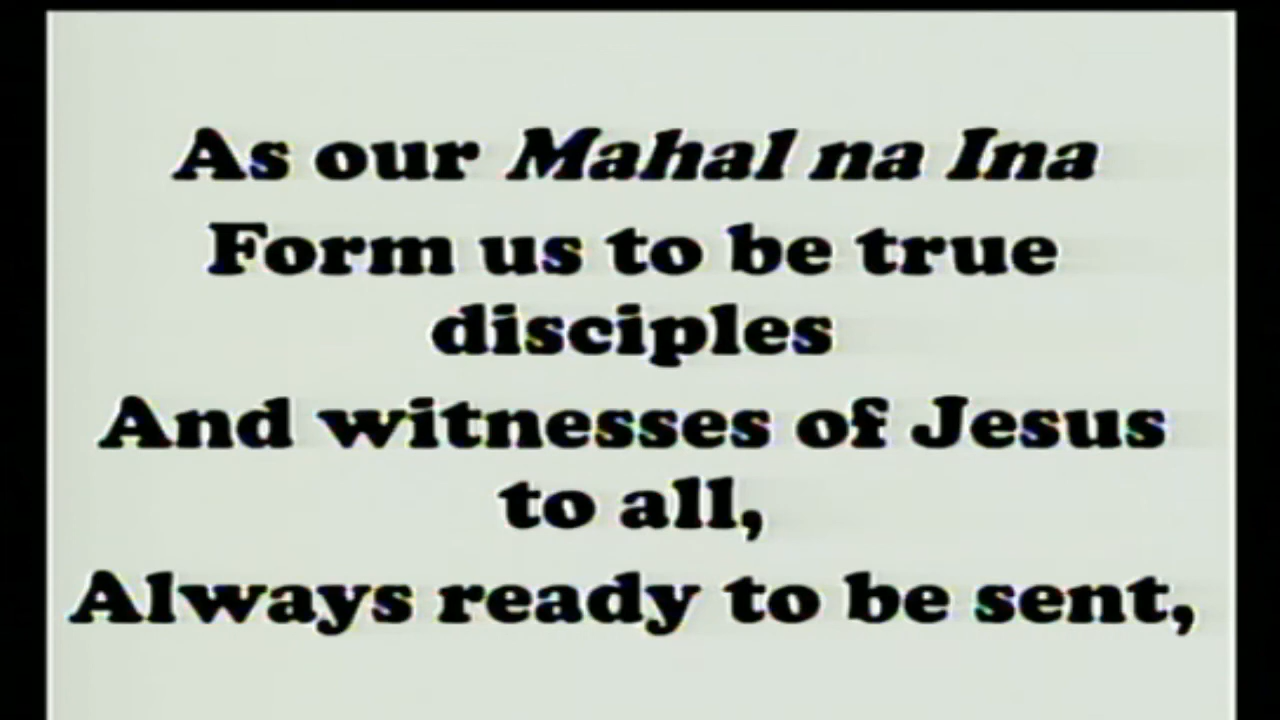 As our Mahal na Ina
Form us to be true
disciples
And witnesses of Jesus
to all,
Always ready to be sent,